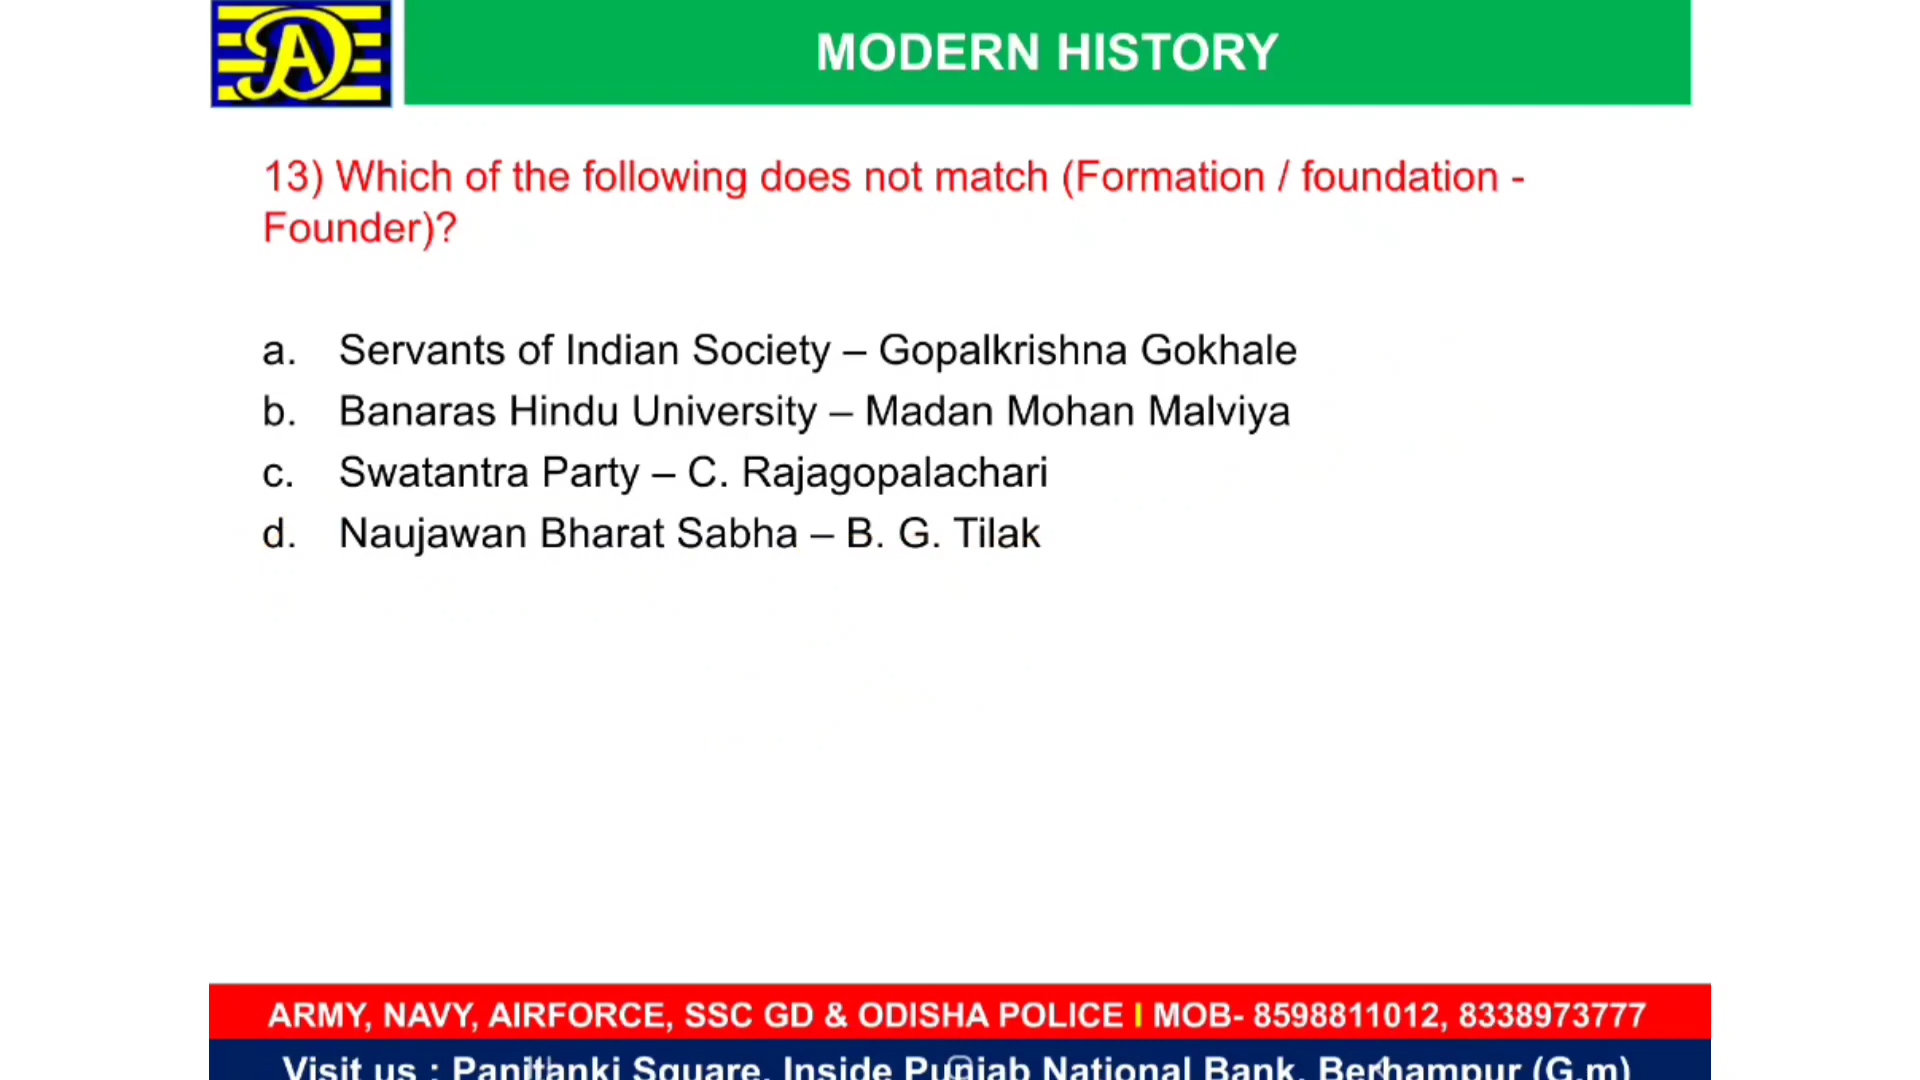 DA
MODERN HISTORY
13) Which of the following does not match (Formation / foundation -
Founder)?
a. Servants of Indian Society – Gopalkrishna Gokhale
b. Banaras Hindu University – Madan Mohan Malviya
c. Swatantra Party – C. Rajagopalachari
d. Naujawan Bharat Sabha – B. G. Tilak
ARMY, NAVY, AIRFORCE, SSC GD & ODISHA POLICE I MOB- 8598811012, 8338973777
Visit us : Panitanki Square, Inside Punjab National Bank, Berhampur (G.m)